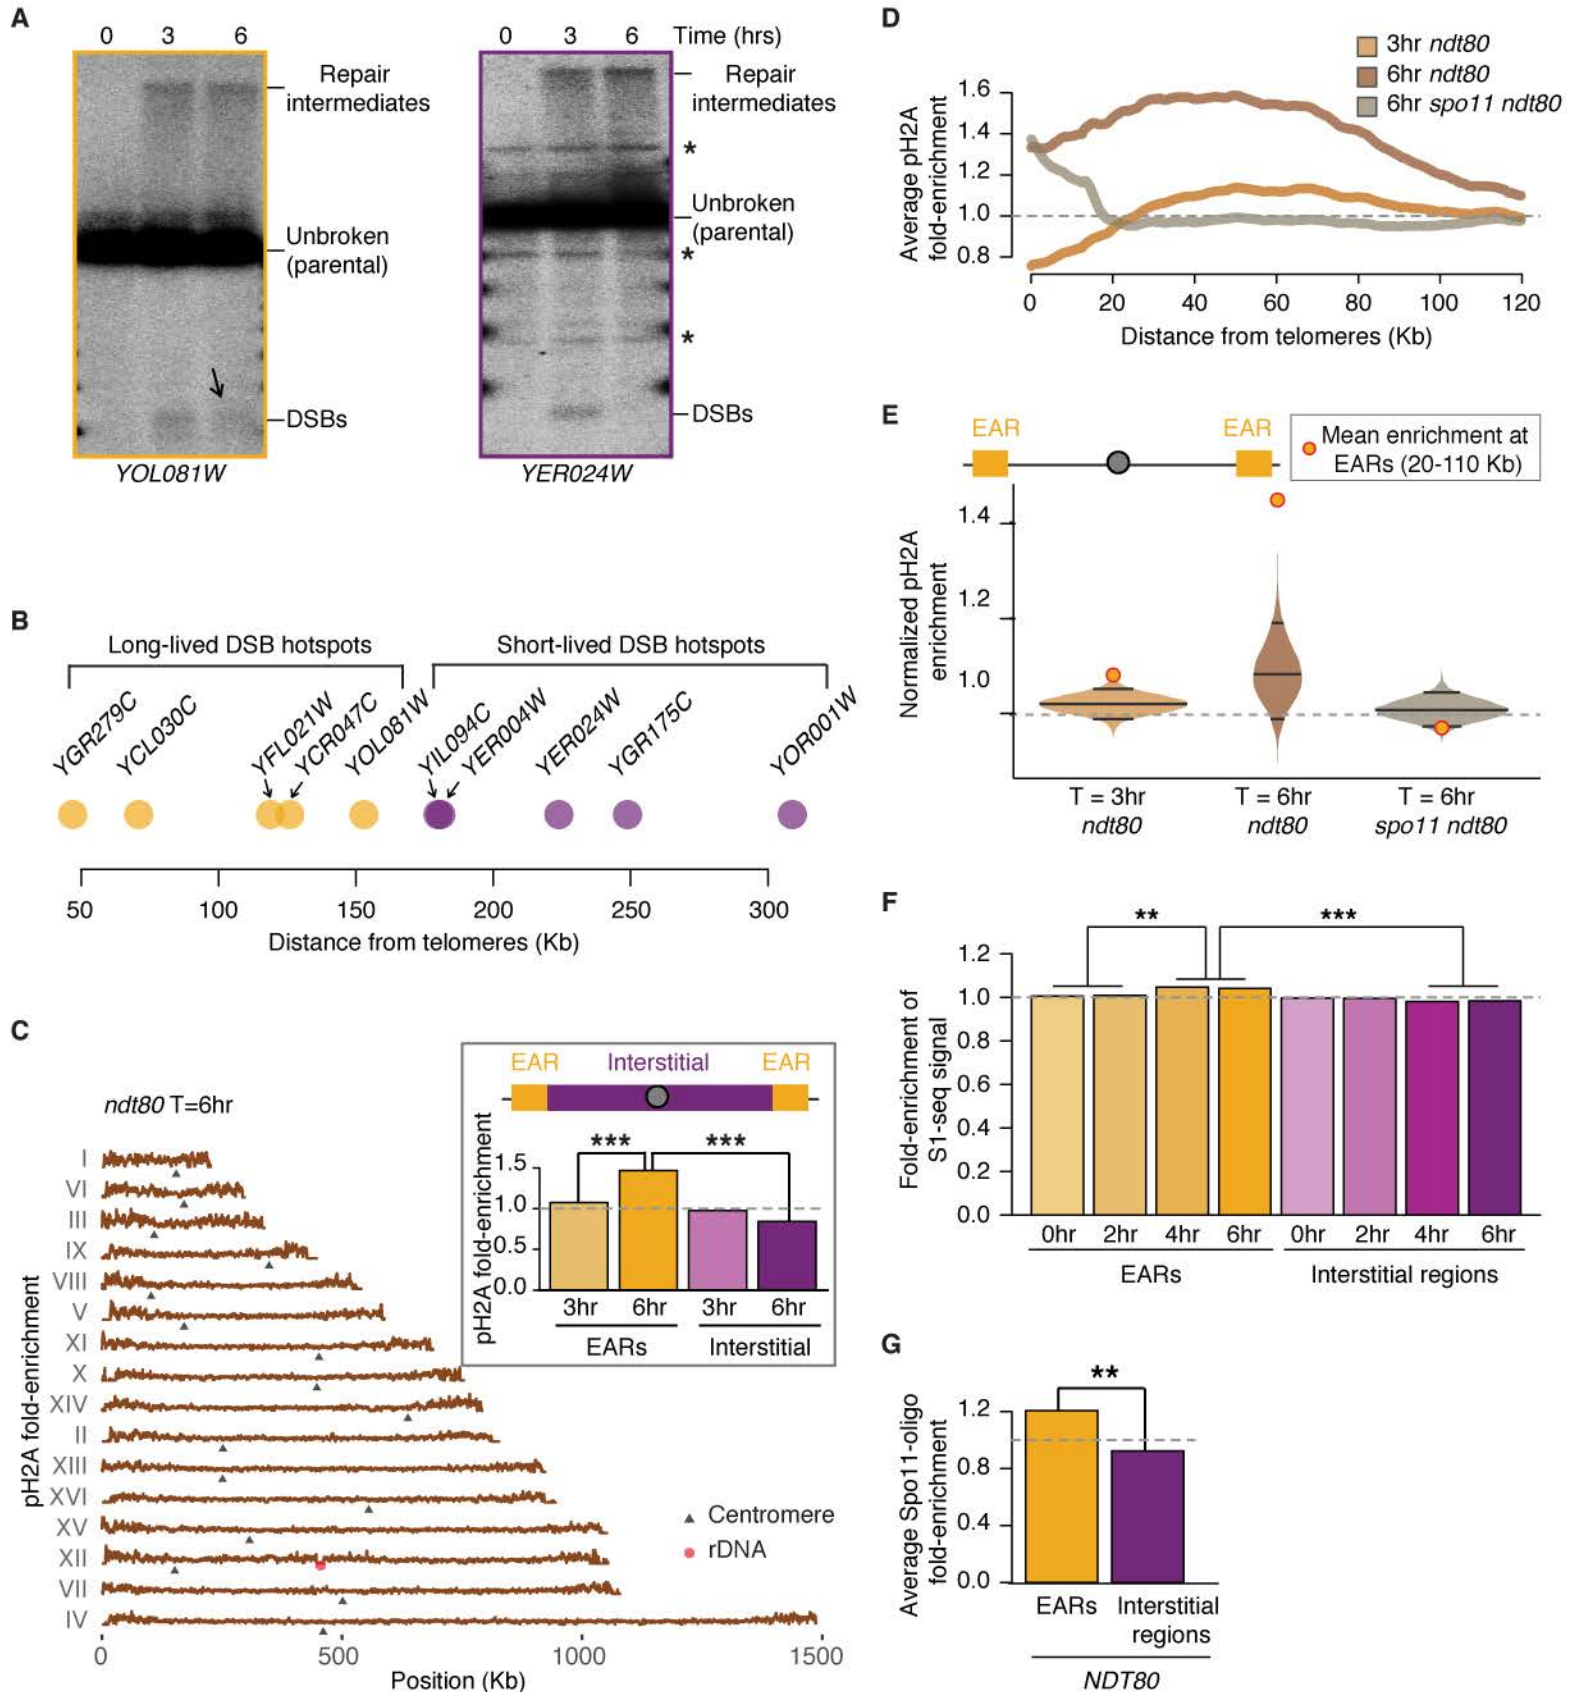 A
0 3 6
0 3 6 Time (hrs)
Repair
intermediates
Unbroken
(parental)
DSBs
YOL081W
Repair
intermediates
*
Unbroken
(parental)
*
*
DSBs
YER024W
B
Long-lived DSB hotspots
Short-lived DSB hotspots
YGR279C
YCL030C
YFL021W
YCR047C
YOL081W
YIL094C
YER004W
YER024W
YGR175C
YOR001W
50 100 150 200 250 300
Distance from telomeres (Kb)
C
ndt80 T=6hr
pH2A fold-enrichment
I
VI
III
IX
VIII
V
XI
X
XIV
II
XIII
XVI
XV
XII
VII
IV
0 500 1000 1500
Position (Kb)
Centromere
rDNA
EAR Interstitial EAR
pH2A fold-enrichment
*** ***
1.5
1.0
0.5
0.0
3hr 6hr 3hr 6hr
EARs Interstitial
D
3hr ndt80
6hr ndt80
6hr spo11 ndt80
Average pH2A
fold-enrichment
1.6
1.4
1.2
1.0
0.8
0 20 40 60 80 100 120
Distance from telomeres (Kb)
E
EAR EAR
Mean enrichment at
EARs (20-110 Kb)
Normalized pH2A
enrichment
1.4
1.2
1.0
T = 3hr
ndt80
T = 6hr
ndt80
T = 6hr
spo11 ndt80
F
** ***
Fold-enrichment of
S1-seq signal
1.2
1.0
0.8
0.6
0.4
0.2
0.0
0hr 2hr 4hr 6hr 0hr 2hr 4hr 6hr
EARs Interstitial regions
G
**
Average Spo11-oligo
fold-enrichment
1.2
0.8
0.4
0.0
EARs Interstitial
regions
NDT80